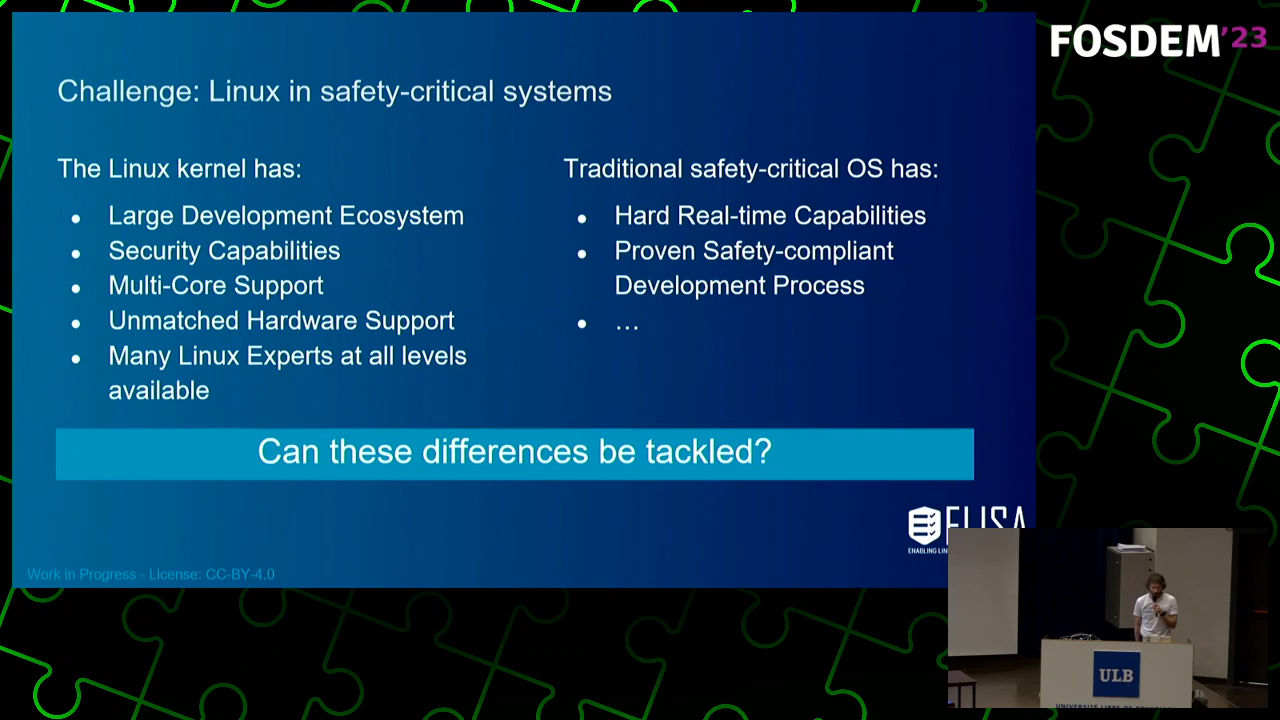 FOSDEM'23
Challenge: Linux in safety-critical systems
The Linux kernel has:
• Large Development Ecosystem
• Security Capabilities
• Multi-Core Support
• Unmatched Hardware Support
• Many Linux Experts at all levels
available
Traditional safety-critical OS has:
• Hard Real-time Capabilities
• Proven Safety-compliant
Development Process
• …
Can these differences be tackled?
ELISA
ENABLING
Work in Progress - License: CC-BY-4.0
ULB